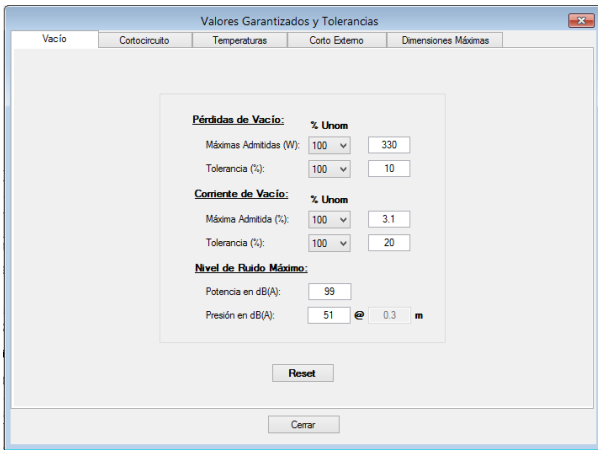 Valores Garantizados y Tolerancias
Vacío Cortocircuito Temperaturas Corto Externo Dimensiones Máximas
Pérdidas de Vacío: % Unom
Máximas Admitidas (W): 100 330
Tolerancia (%): 100 10
Corriente de Vacío: % Unom
Máxima Admitida (%): 100 3.1
Tolerancia (%): 100 20
Nivel de Ruido Máximo:
Potencia en dB(A): 99
Presión en dB(A): 51 @ 0.3 m
Reset
Cerrar